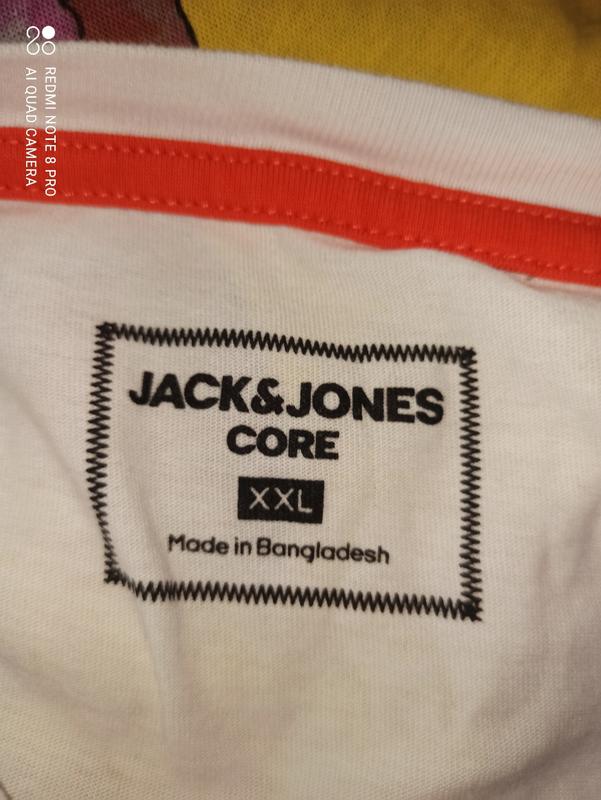 REDMI NOTE 8 PRO
AI QUAD CAMERA
JACK&JONES
CORE
XXL
Made in Bangladesh